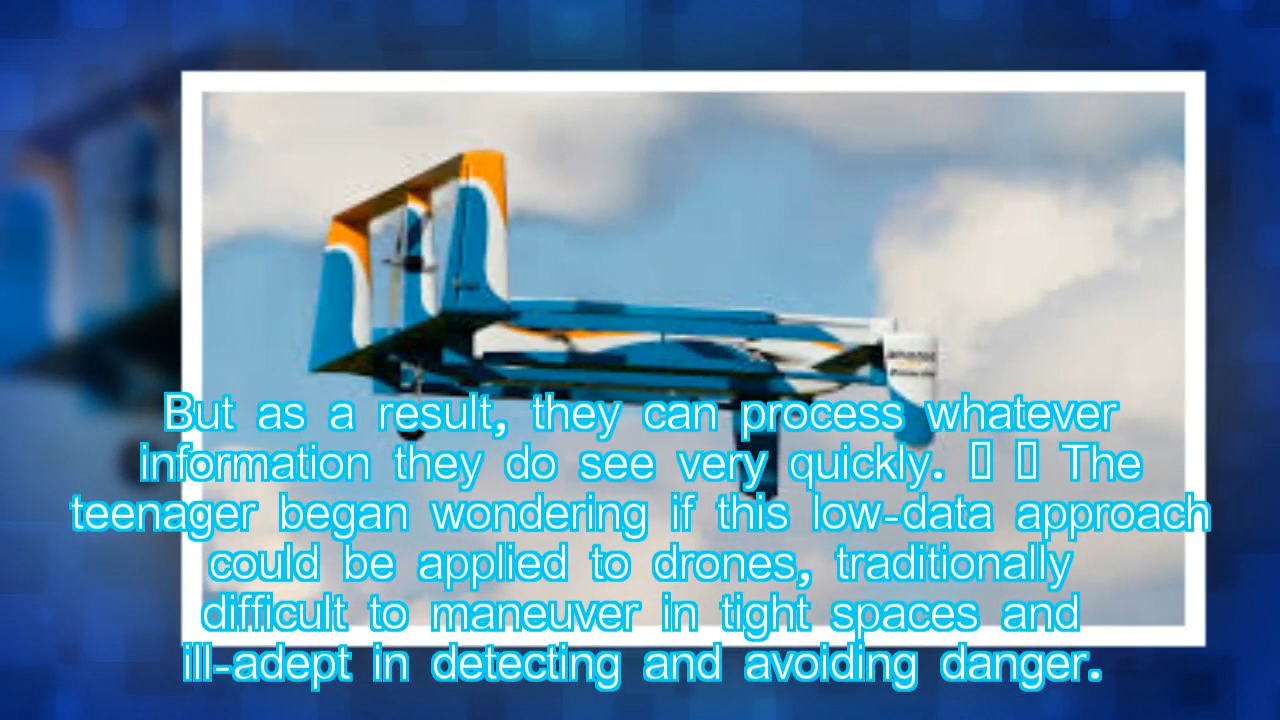 amazon
But as a result, they can process whatever
information they do see very quickly. ▯ ▯ The
teenager began wondering if this low-data approach
could be applied to drones, traditionally
difficult to maneuver in tight spaces and
ill-adept in detecting and avoiding danger.